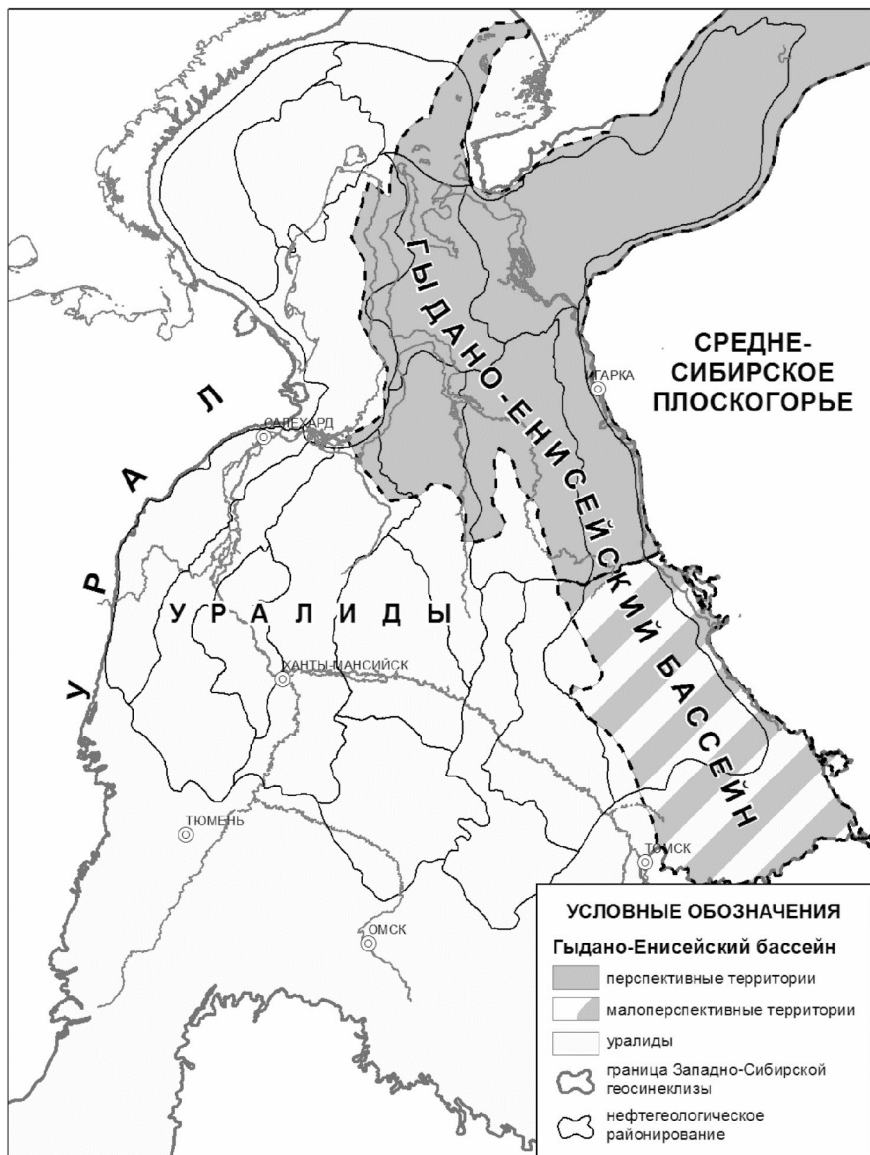 ГЫДАНО-ЕНИСЕЙСКИЙ БАССЕЙН
СРЕДНЕ-
СИБИРСКОЕ
ПЛОСКОГОРЬЕ
ИГАРКА
УРАЛ
САЛЕХАРД
УРАЛИДЫ
ХАНТЫ-МАНСИЙСК
ТЮМЕНЬ
ТОМСК
ОМСК
УСЛОВНЫЕ ОБОЗНАЧЕНИЯ
Гыдано-Енисейский бассейн
перспективные территории
малоперспективные территории
уралиды
граница Западно-Сибирской
геосинеклизы
нефтегеологическое
районирование